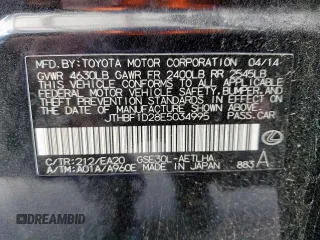 MFD. BY: TOYOTA MOTOR CORPORATION 04/14
GVWR 4630LB GAWR FR 2400LB RR 2545LB
THIS VEHICLE CONFORMS TO ALL APPLICABLE
FEDERAL MOTOR VEHICLE SAFETY, BUMPER, AND
THEFT PREVENTION STANDARDS IN EFFECT ON THE
DATE OF MANUFACTURE SHOWN ABOVE.
JTHBF1D28E5034995 PASS. CAR
C/TR: 212/EA20 GSE30L-AETLHA
A/TM: A01A/A960E MADE IN JAPAN 883 A
DREAMBID